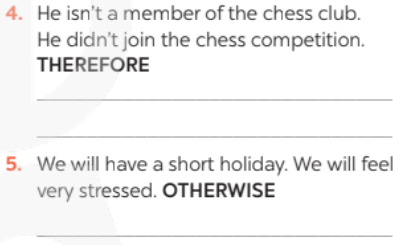 4. He isn't a member of the chess club.
He didn't join the chess competition.
THEREFORE
5. We will have a short holiday. We will feel
very stressed. OTHERWISE